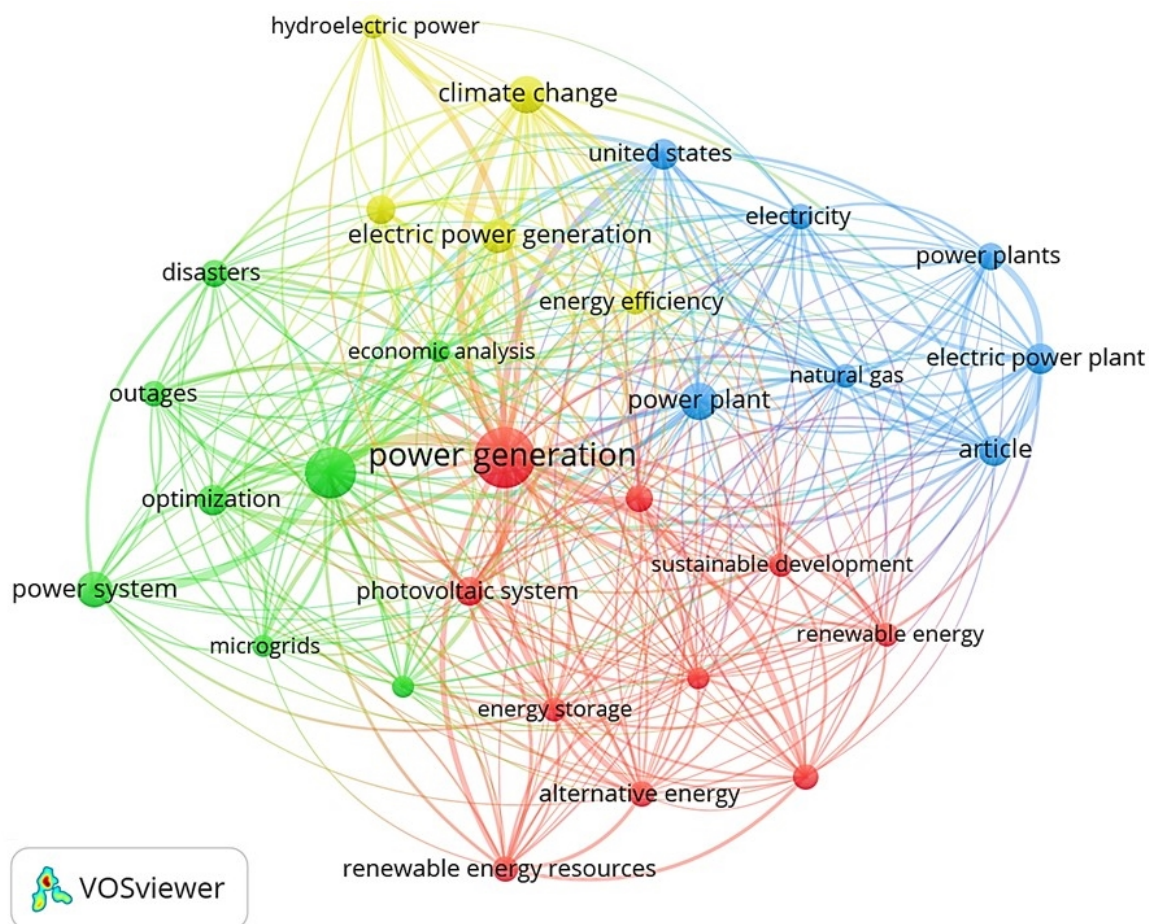 hydroelectric power
climate change
united states
electricity
electric power generation
power plants
disasters
energy efficiency
economic analysis
electric power plant
natural gas
outages
power plant
article
power generation
optimization
sustainable development
power system
photovoltaic system
renewable energy
microgrids
energy storage
alternative energy
renewable energy resources
VOSviewer